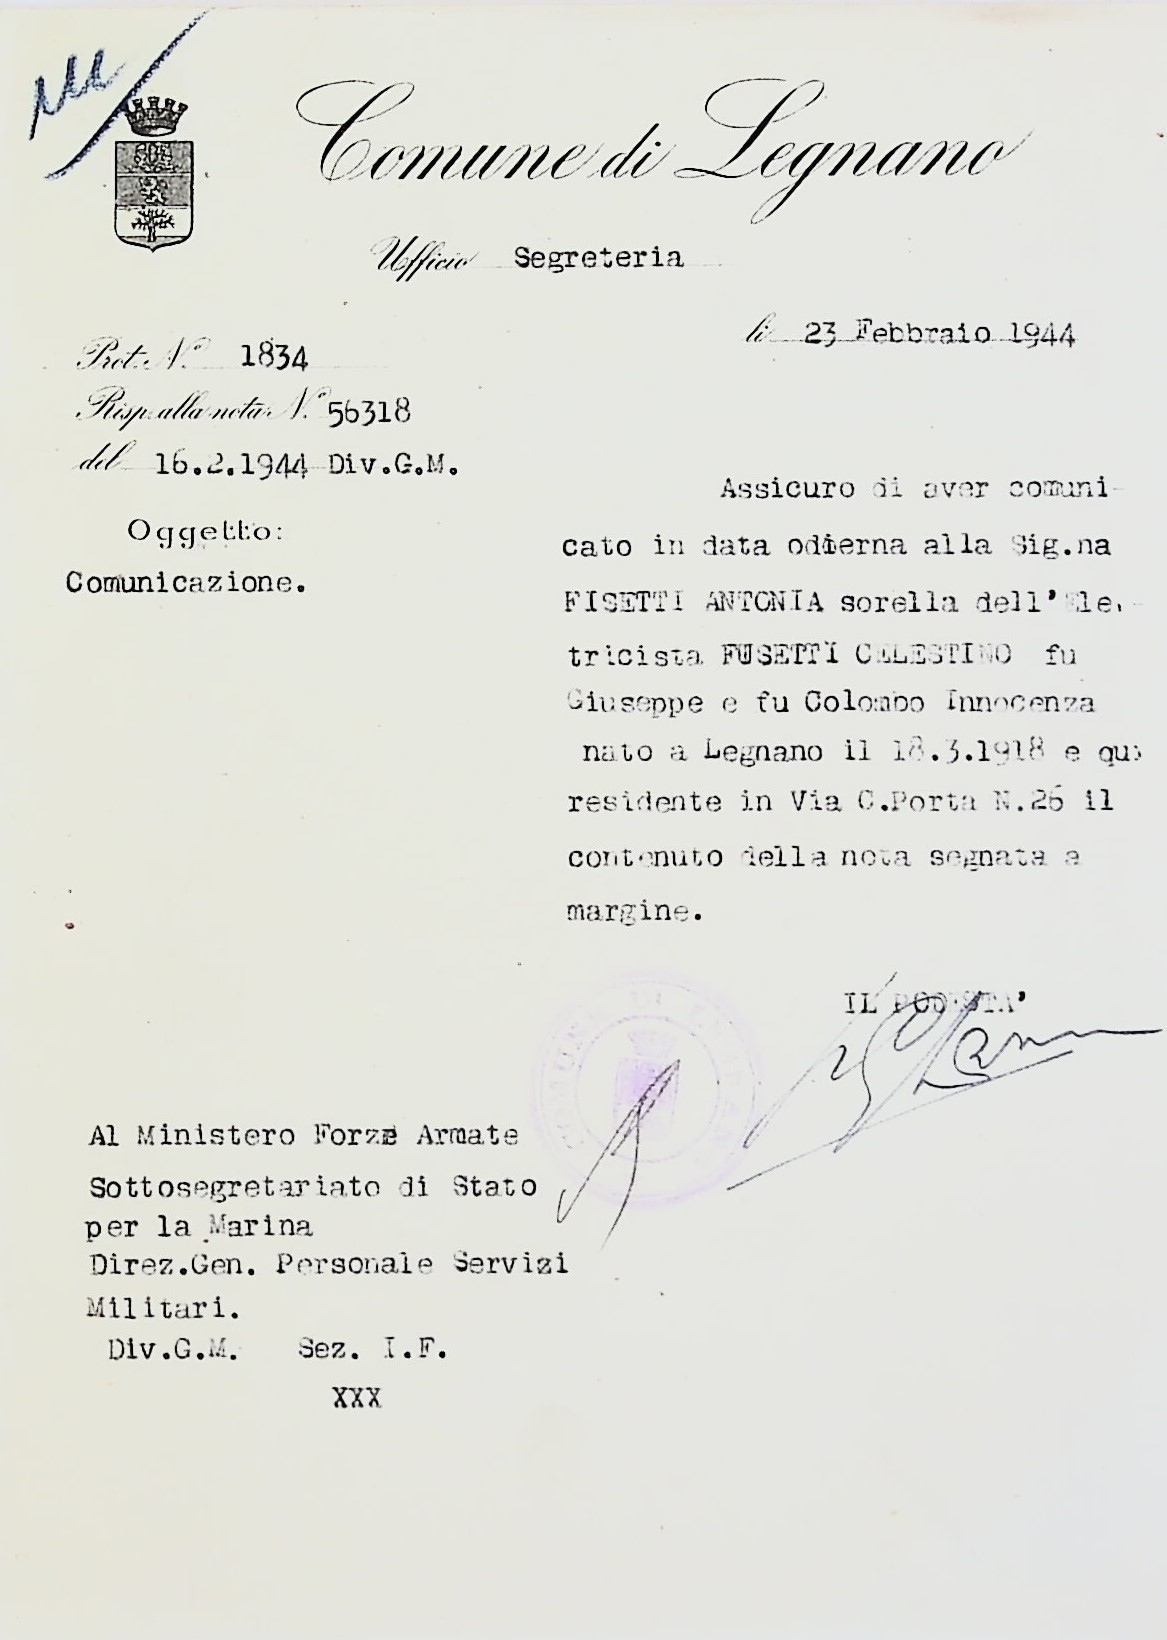 Comune di Legnano
Ufficio Segreteria
li 23 Febbraio 1944
Prot. N° 1834
Risp. alla nota N.° 56318
del 16.2.1944 Div.G.M.
Oggetto:
Comunicazione.
Assicuro di aver comuni-
cato in data odierna alla Sig.na
FISETTI ANTONIA sorella dell'Ele
tricista FUSETTI CELESTINO fu
Giuseppe e fu Colombo Innocenza
nato a Legnano il 18.3.1918 e qui
residente in Via C.Porta N.26 il
contenuto della nota segnata a
margine.
IL PODESTA'
COMUNE DI LEGNANO
Al Ministero Forze Armate
Sottosegretariato di Stato
per la Marina
Direz.Gen. Personale Servizi
Militari.
Div.G.M. Sez. I.F.
XXX